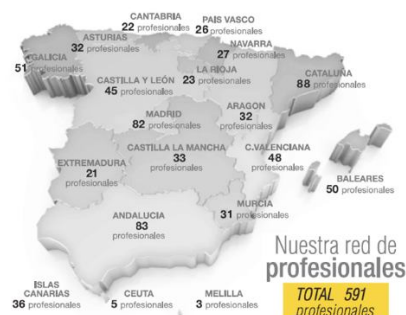 CANTABRIA
22 profesionales
PAIS VASCO
26
profesionales
ASTURIAS
32
profesionales
NAVARRA
27
profesionales
GALICIA
51
profesionales
LA RIOJA
23 profesionales
CATALUÑA
88
profesionales
CASTILLA Y LEÓN
45
profesionales
MADRID
82
profesionales
ARAGON
32
profesionales
EXTREMADURA
21
profesionales
CASTILLA LA MANCHA
33
profesionales
C.VALENCIANA
48
profesionales
BALEARES
50
profesionales
ANDALUCIA
83
profesionales
MURCIA
31 profesionales
Nuestra red de
profesionales
TOTAL 591
profesionales
ISLAS
CANARIAS
36 profesionales
CEUTA
5 profesionales
MELILLA
3 profesionales